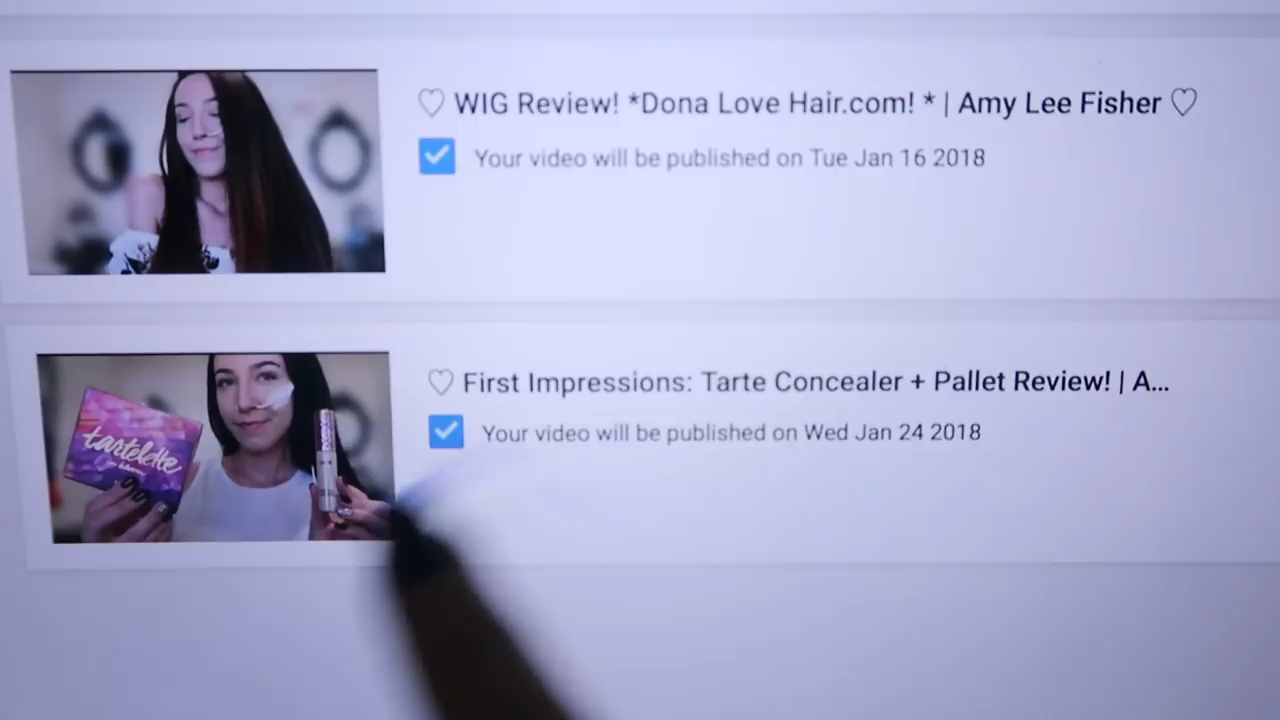 ♡ WIG Review! *Dona Love Hair.com! * | Amy Lee Fisher ♡
Your video will be published on Tue Jan 16 2018
♡ First Impressions: Tarte Concealer + Pallet Review! | A...
Your video will be published on Wed Jan 24 2018
tartelette